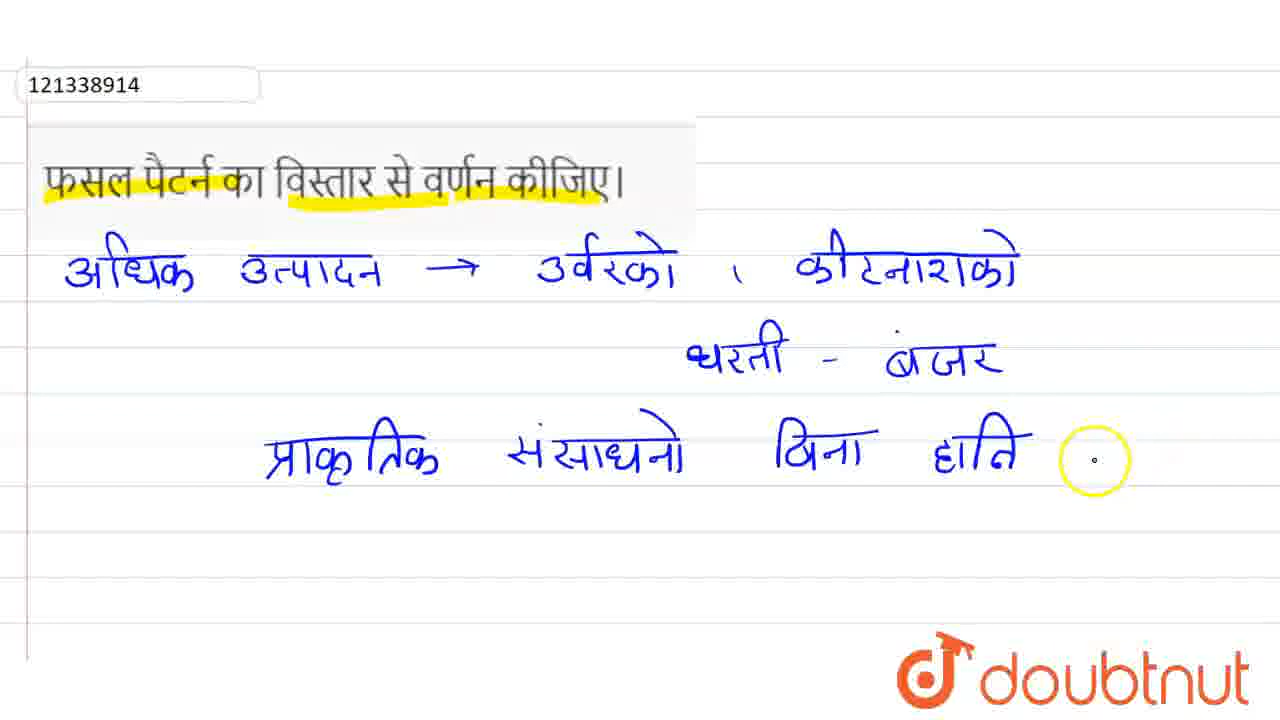 121338914
फसल पैटर्न का विस्तार से वर्णन कीजिए।
अधिक उत्पादन → उर्वरको , कीटनाशको
धरती - बंजर
प्राकृतिक संसाधनो बिना हानि
doubtnut